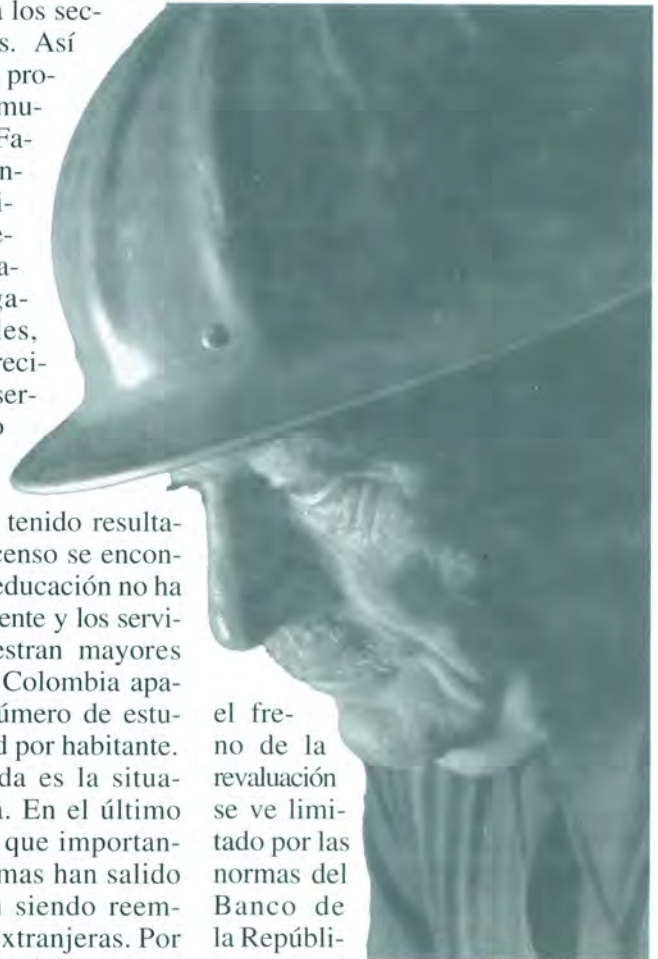 los sec-
s. Así
pro-
mu-
Fa-
n-
i-
e-
a-
ga-
les,
reci-
ser-
o
tenido resulta-
censo se encon-
educación no ha
ente y los servi-
estran mayores
Colombia apa-
úmero de estu-
d por habitante.
da es la situa-
a. En el último
que importan-
mas han salido
n siendo reem-
extranjeras. Por
el fre-
no de la
revaluación
se ve limi-
tado por las
normas del
Banco de
la Repúbli-